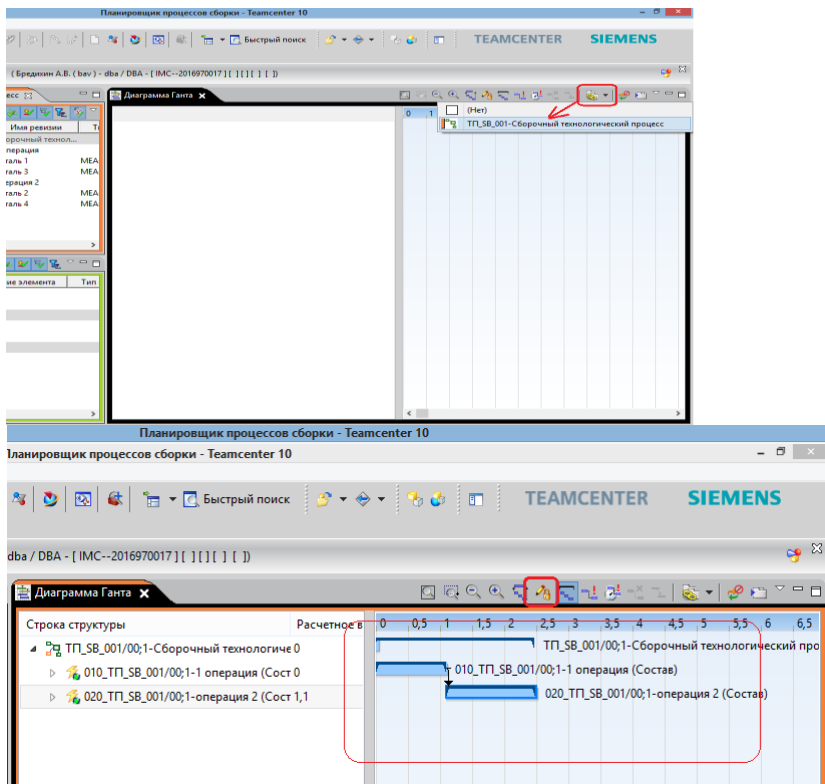 Планировщик процессов сборки - Teamcenter 10
Быстрый поиск TEAMCENTER SIEMENS
( Бредихин А.В. ( bav ) - dba / DBA - [ IMC--2016970017 ] [ ] [ ] [ ] [ ])
есс Диаграмма Ганта
(Нет)
Имя ревизии Ти 0 1
ТП_SB_001-Сборочный технологический процесс
орочный технол...
перация
таль 1 MEA
таль 3 MEA
ерация 2
таль 2 MEA
таль 4 MEA
ие элемента Тип
Планировщик процессов сборки - Teamcenter 10
Планировщик процессов сборки - Teamcenter 10
Быстрый поиск TEAMCENTER SIEMENS
dba / DBA - [ IMC--2016970017 ] [ ] [ ] [ ] [ ])
Диаграмма Ганта
Строка структуры Расчетное в 0 0,5 1 1,5 2 2,5 3 3,5 4 4,5 5 5,5 6 6,5
ТП_SB_001/00;1-Сборочный технологиче 0 ТП_SB_001/00;1-Сборочный технологический про
010_ТП_SB_001/00;1-1 операция (Сост 0 010_ТП_SB_001/00;1-1 операция (Состав)
020_ТП_SB_001/00;1-операция 2 (Сост 1,1 020_ТП_SB_001/00;1-операция 2 (Состав)